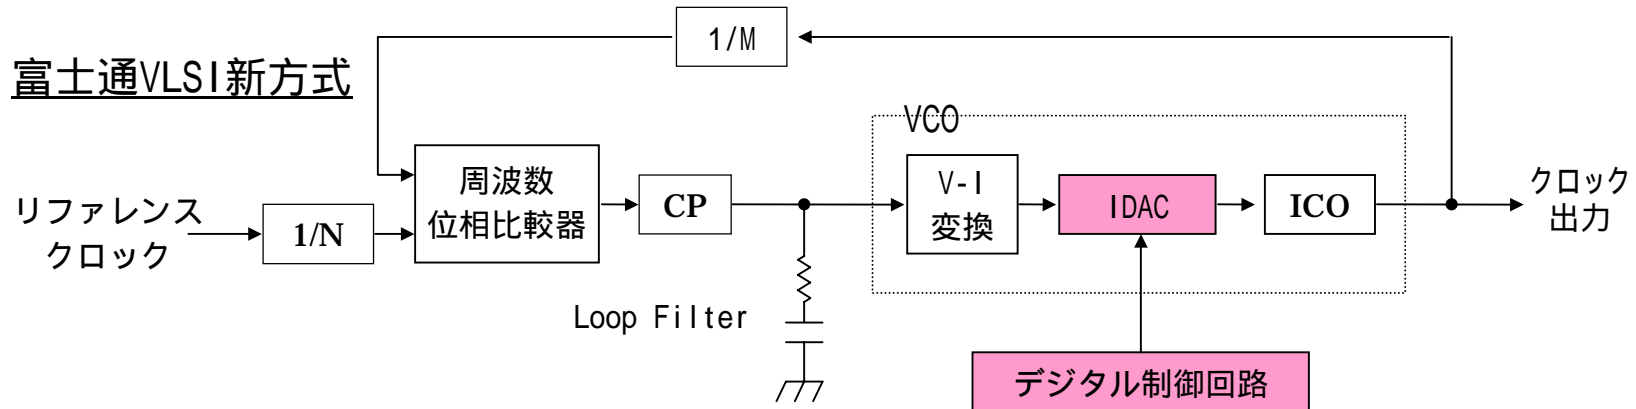 1/M
富士通VLSI新方式
VCO
リファレンス
クロック
1/N
周波数
位相比較器
CP
V-I
変換
IDAC
ICO
クロック
出力
Loop Filter
デジタル制御回路